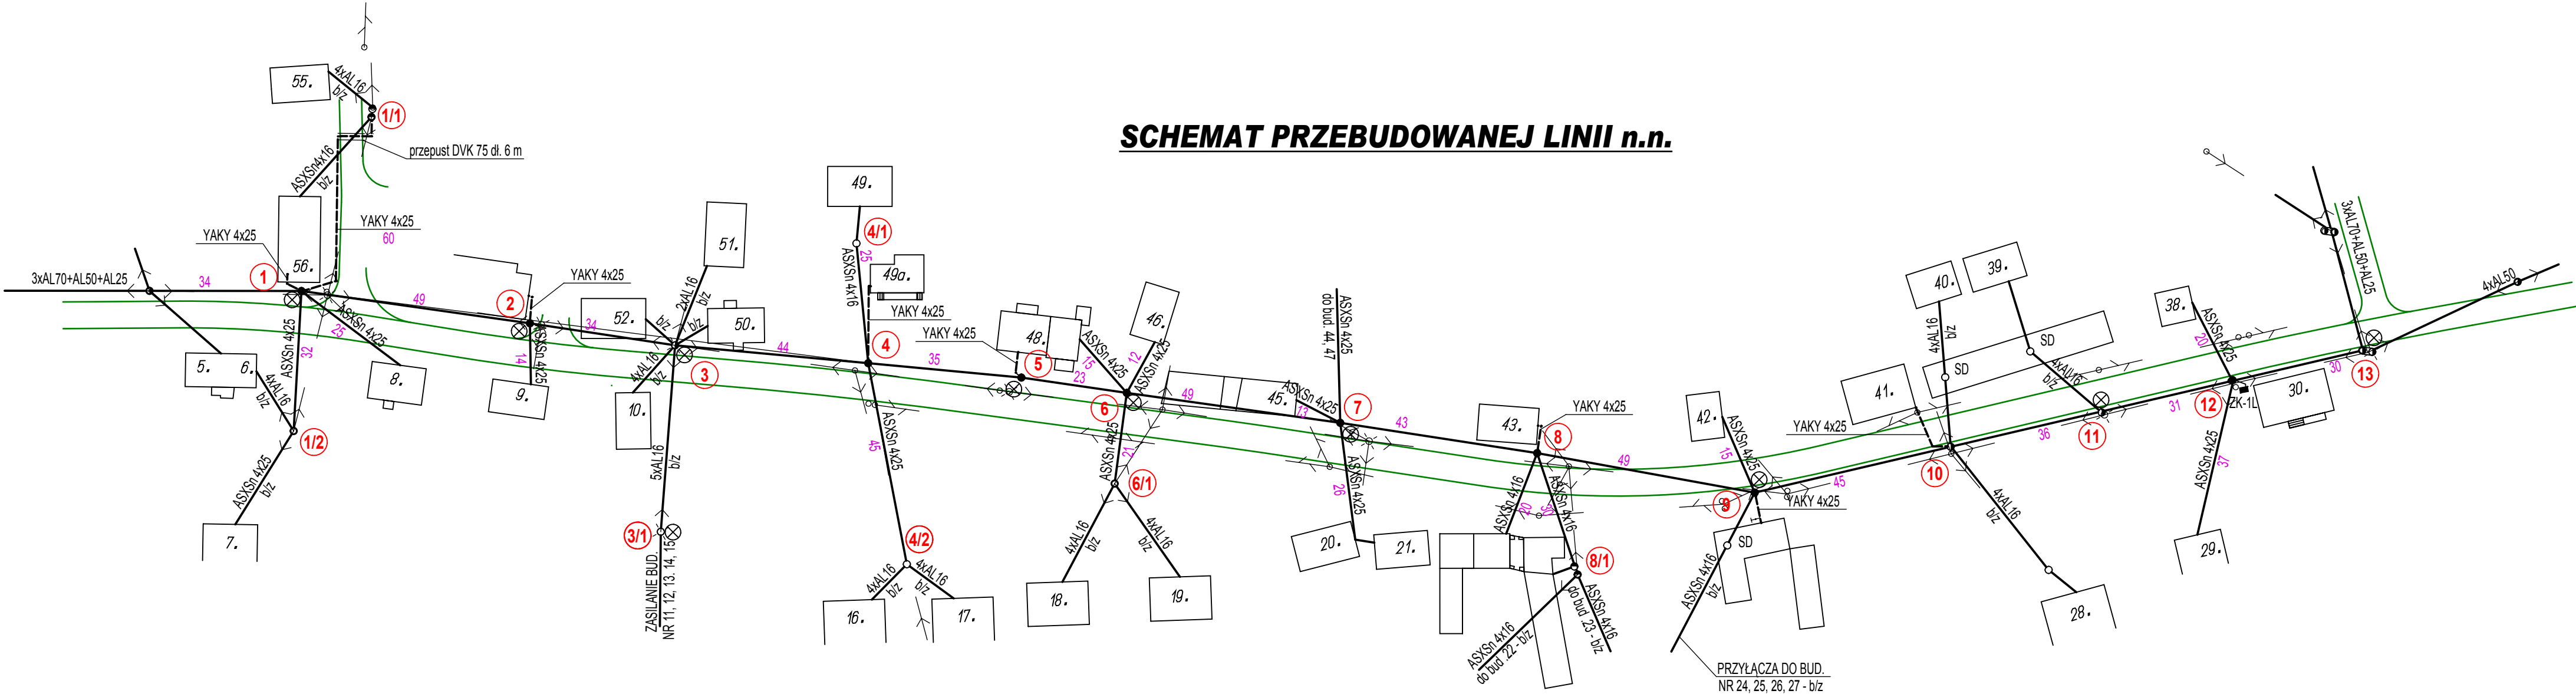 SCHEMAT PRZEBUDOWANEJ LINII n.n.
55.
4xAL16
b/z
1/1
przepust DVK 75 dł. 6 m
ASXSn4x16
b/z
YAKY 4x25
60
YAKY 4x25
56.
1
3xAL70+AL50+AL25
34
5.
6.
4xAL16
b/z
ASXSn 4x25
32
ASXSn 4x25
25
8.
1/2
ASXSn 4x25
b/z
7.
49
2
YAKY 4x25
ASXSn 4x25
14
9.
34
52.
b/z
51.
2xAL16
b/z
50.
4xAL16
b/z
10.
3
5xAL16
b/z
3/1
ZASILANIE BUD.
NR 11, 12, 13. 14, 15
44
49.
4/1
25
ASXSn 4x16
49a.
YAKY 4x25
4
45
ASXSn 4x25
4/2
4xAL16
b/z
4xAL16
b/z
16.
17.
35
YAKY 4x25
48.
5
23
ASXSn 4x25
15
46.
12
ASXSn 4x25
6
ASXSn 4x25
21
6/1
4xAL16
b/z
4xAL16
b/z
18.
19.
49
45.
ASXSn 4x25
13
ASXSn 4x25
do bud. 44, 47
7
26
ASXSn 4x25
20.
21.
43
43.
YAKY 4x25
8
ASXSn 4x16
20
30
ASXSn 4x16
8/1
ASXSn 4x16
do bud. 22 - b/z
ASXSn 4x16
do bud. 23 - b/z
49
42.
ASXSn 4x25
15
9
YAKY 4x25
SD
ASXSn 4x16
b/z
PRZYŁĄCZA DO BUD.
NR 24, 25, 26, 27 - b/z
45
41.
YAKY 4x25
40.
4xAL16
b/z
SD
10
4xAL16
b/z
28.
39.
SD
4xAL16
b/z
36
11
31
38.
ASXSn 4x25
20
12
ZK-1L
ASXSn 4x25
37
29.
30.
30
13
3xAL70+AL50+AL25
4xAL50